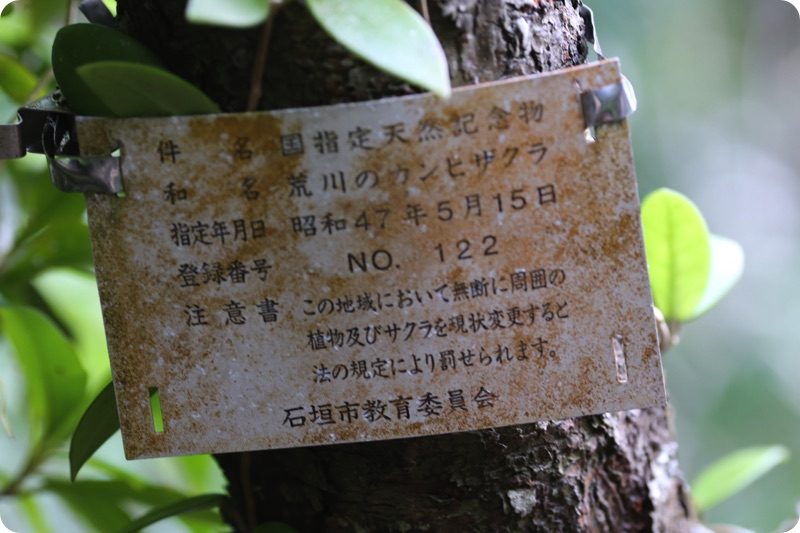 件 名 国指定天然記念物
和 名 荒川のカンヒザクラ
指定年月日 昭和47年5月15日
登録番号 NO. 122
注意書 この地域において無断に周囲の
植物及びサクラを現状変更すると
法の規定により罰せられます。
石垣市教育委員会